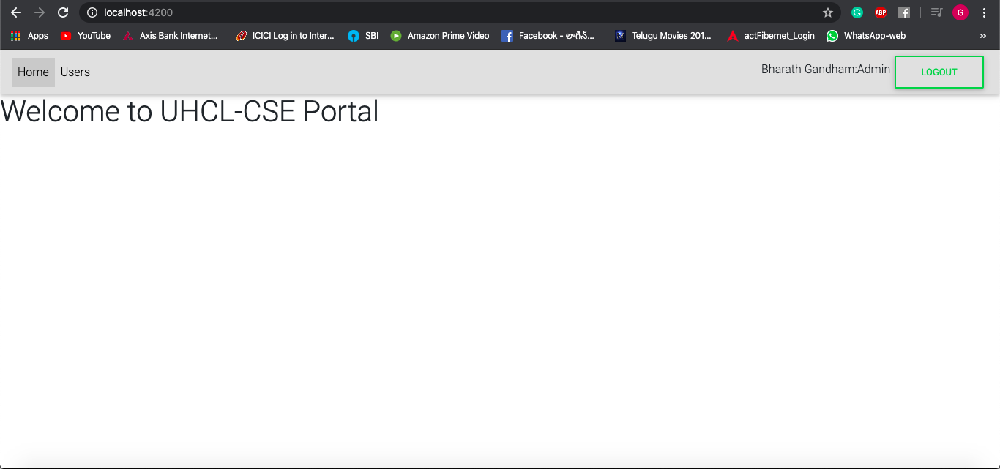 localhost:4200
ABP
G
Apps YouTube Axis Bank Internet... ICICI Log in to Inter... SBI Amazon Prime Video Facebook - లాగిన్... Telugu Movies 201... actFibernet_Login WhatsApp-web »
Home Users Bharath Gandham:Admin LOGOUT
Welcome to UHCL-CSE Portal